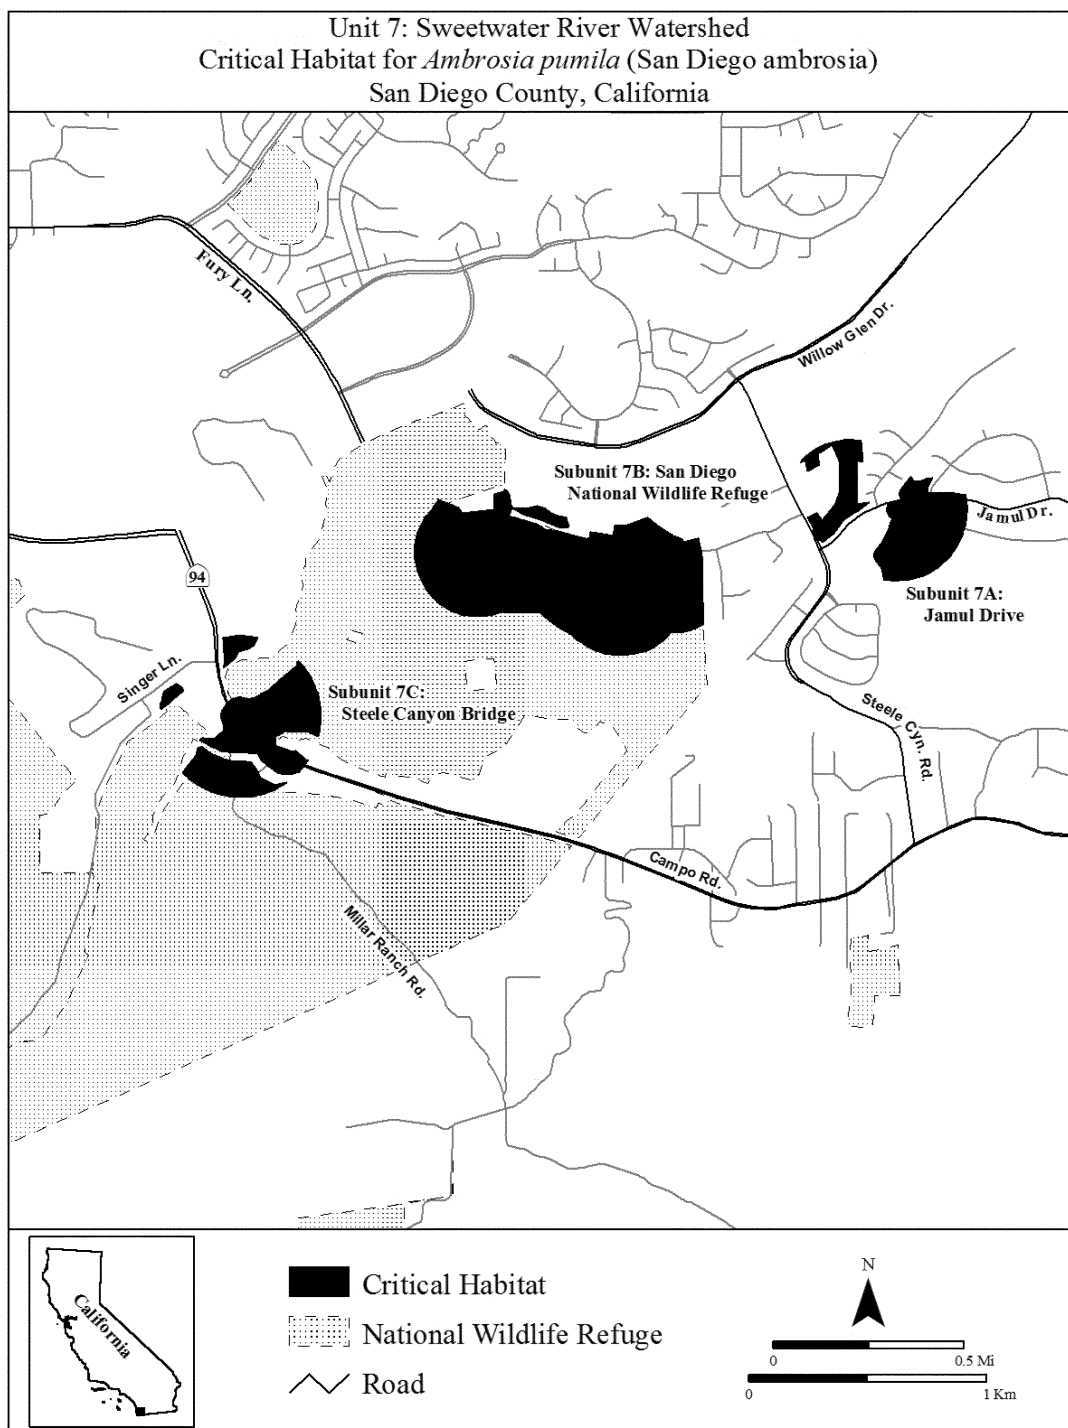 Unit 7: Sweetwater River Watershed
Critical Habitat for Ambrosia pumila (San Diego ambrosia)
San Diego County, California
Fury Ln.
Willow Glen Dr.
Subunit 7B: San Diego
National Wildlife Refuge
Jamul Dr.
94
Subunit 7A:
Jamul Drive
Singer Ln.
Subunit 7C:
Steele Canyon Bridge
Steele Cyn. Rd.
Campo Rd.
Millar Ranch Rd.
California
Critical Habitat
National Wildlife Refuge
Road
N
0 0.5 Mi
0 1 Km